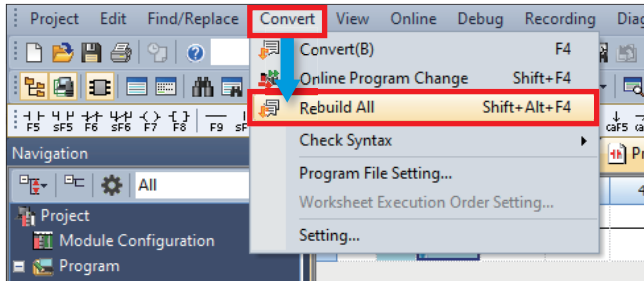 Project Edit Find/Replace Convert View Online Debug Recording
Convert(B) F4
Online Program Change Shift+F4
Rebuild All Shift+Alt+F4
F5 sF5 F6 sF6 F7 F8 F9 caF5
Check Syntax
Navigation
Program File Setting...
All
Worksheet Execution Order Setting...
4
Project
Setting...
Module Configuration
Program